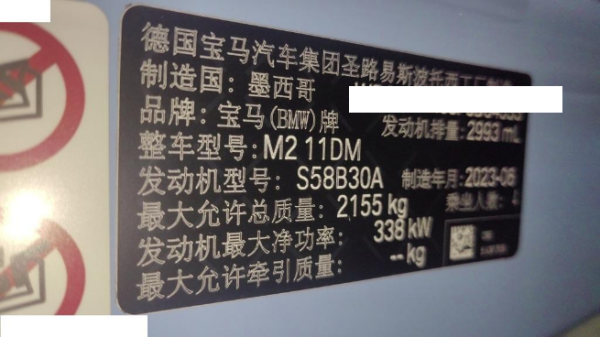 德国宝马汽车集团圣路易斯波托西工厂制造
制造国: 墨西哥
品牌: 宝马(BMW)牌
发动机排量: 2993 mL
整车型号: M2 11DM
发动机型号: S58B30A 制造年月: 2023-06
最大允许总质量: 2155 kg 乘坐人数: 4
发动机最大净功率: 338 kW
最大允许牵引质量: -- kg